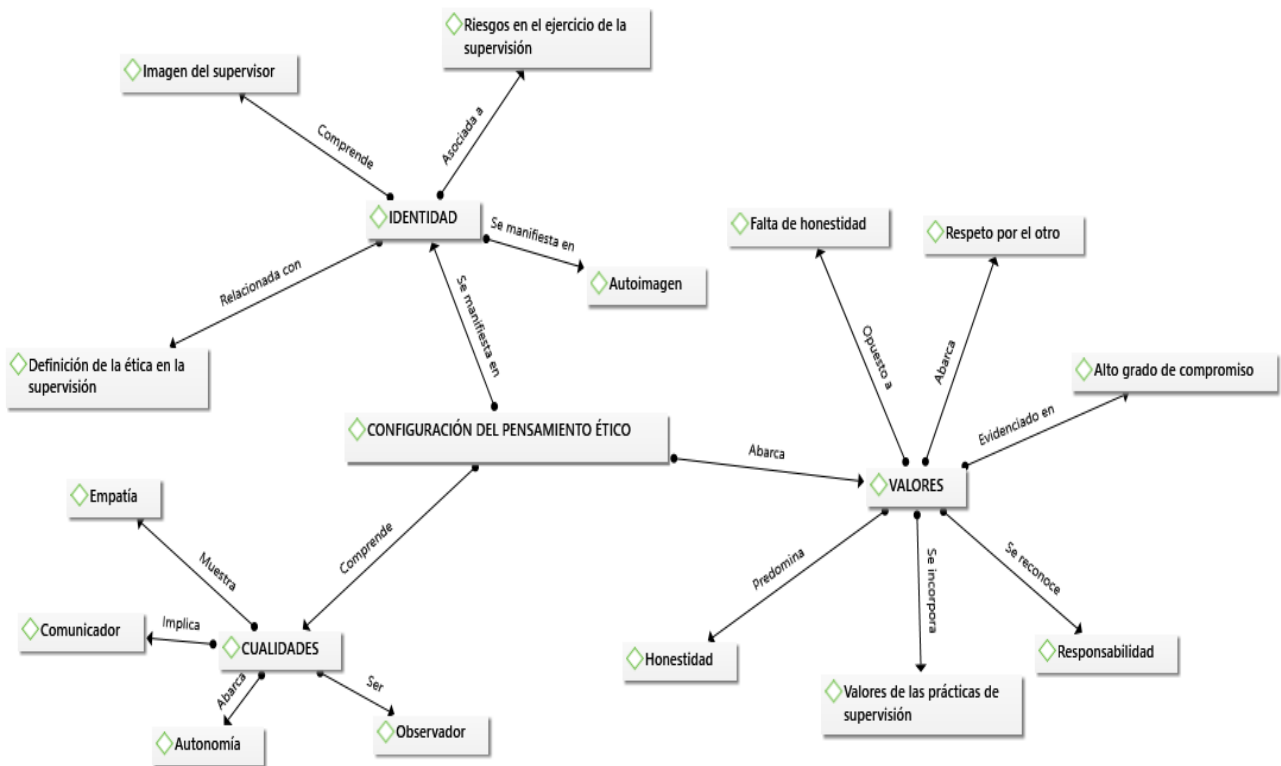 Riesgos en el ejercicio de la
supervisión
Imagen del supervisor
Comprende
Asociada a
IDENTIDAD
Se manifiesta en
Autoimagen
Relacionada con
Se manifiesta en
Definición de la ética en la
supervisión
Falta de honestidad
Respeto por el otro
Opuesto a
Abarca
Alto grado de compromiso
Evidenciado en
CONFIGURACIÓN DEL PENSAMIENTO ÉTICO
Abarca
VALORES
Comprende
Predomina
Se incorpora
Se reconoce
Honestidad
Valores de las prácticas de
supervisión
Responsabilidad
Empatía
Muestra
Comunicador
Implica
CUALIDADES
Abarca
Ser
Autonomía
Observador